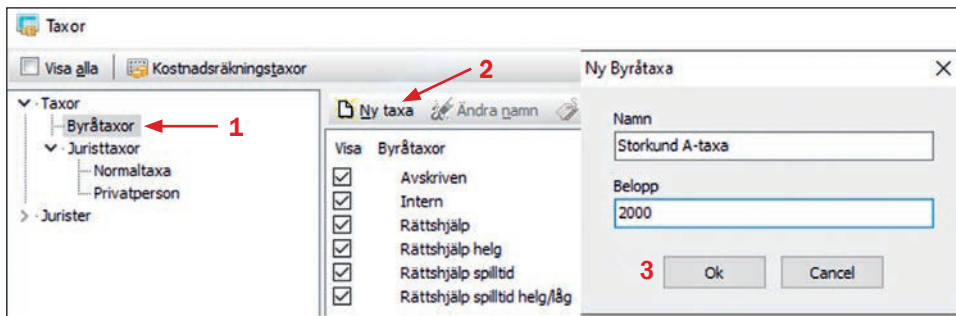 Taxor
Visa alla Kostnadsräkningstaxor
Taxor
Byråtaxor
1
Juristtaxor
Normaltaxa
Privatperson
Jurister
2
Ny taxa Ändra namn
Visa Byråtaxor
Avskriven
Intern
Rättshjälp
Rättshjälp helg
Rättshjälp spilltid
Rättshjälp spilltid helg/låg
Ny Byråtaxa
Namn
Storkund A-taxa
Belopp
2000
3 Ok Cancel